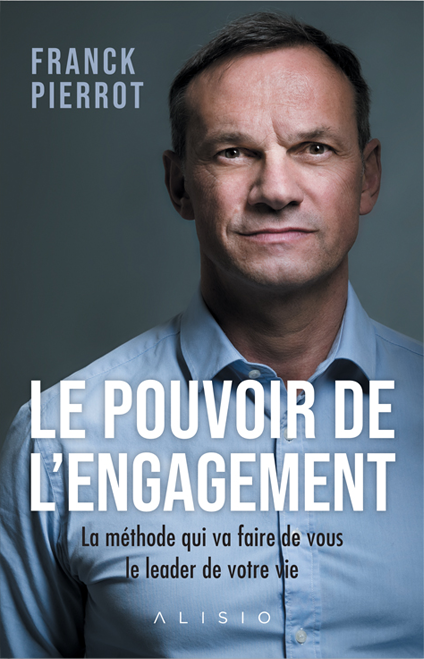 FRANCK
PIERROT
LE POUVOIR DE
L'ENGAGEMENT
La méthode qui va faire de vous
le leader de votre vie
ALISIO